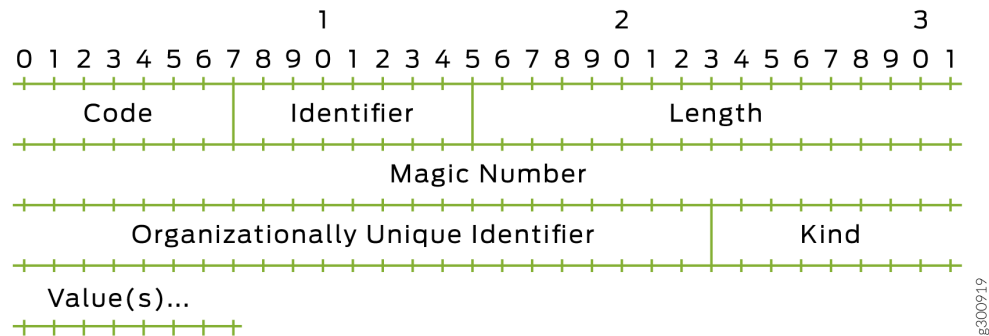 1 2 3
0 1 2 3 4 5 6 7 8 9 0 1 2 3 4 5 6 7 8 9 0 1 2 3 4 5 6 7 8 9 0 1
Code Identifier Length
Magic Number
Organizationally Unique Identifier Kind
Value(s)...
g300919